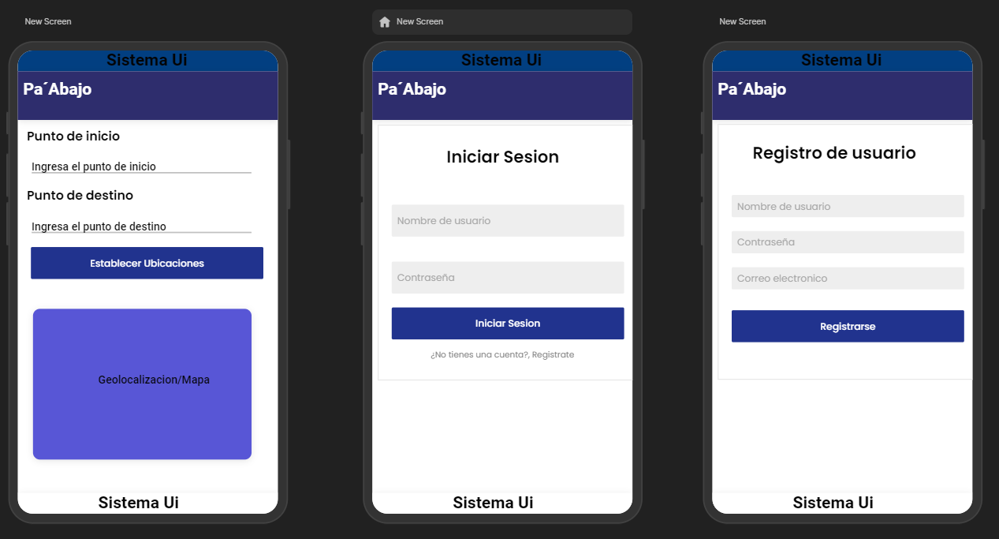 New Screen
Sistema Ui
Pa´Abajo
Punto de inicio
Ingresa el punto de inicio
Punto de destino
Ingresa el punto de destino
Establecer Ubicaciones
Geolocalizacion/Mapa
Sistema Ui
New Screen
Sistema Ui
Pa´Abajo
Iniciar Sesion
Nombre de usuario
Contraseña
Iniciar Sesion
¿No tienes una cuenta?, Registrate
Sistema Ui
New Screen
Sistema Ui
Pa´Abajo
Registro de usuario
Nombre de usuario
Contraseña
Correo electronico
Registrarse
Sistema Ui